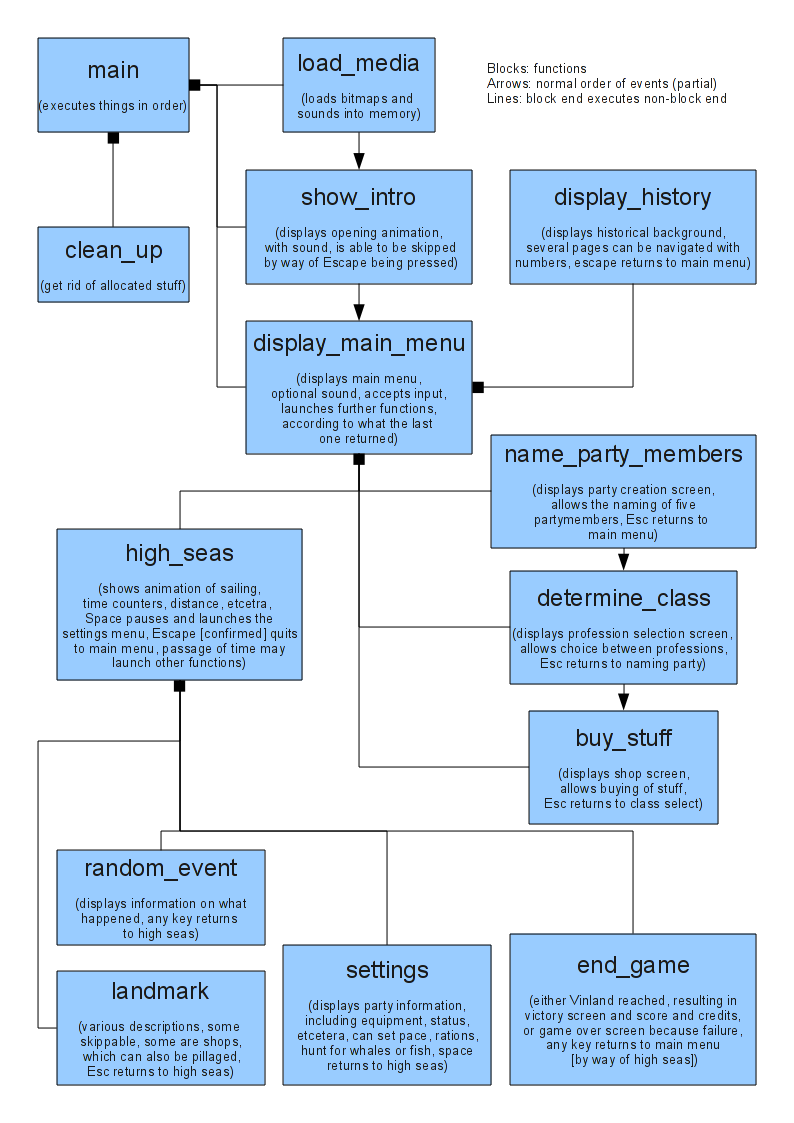 main
(executes things in order)
load_media
(loads bitmaps and
sounds into memory)
Blocks: functions
Arrows: normal order of events (partial)
Lines: block end executes non-block end
show_intro
(displays opening animation,
with sound, is able to be skipped
by way of Escape being pressed)
display_history
(displays historical background,
several pages can be navigated with
numbers, escape returns to main menu)
clean_up
(get rid of allocated stuff)
display_main_menu
(displays main menu,
optional sound, accepts input,
launches further functions,
according to what the last
one returned)
name_party_members
(displays party creation screen,
allows the naming of five
partymembers, Esc returns to
main menu)
high_seas
(shows animation of sailing,
time counters, distance, etcetra,
Space pauses and launches the
settings menu, Escape [confirmed] quits
to main menu, passage of time may
launch other functions)
determine_class
(displays profession selection screen,
allows choice between professions,
Esc returns to naming party)
buy_stuff
(displays shop screen,
allows buying of stuff,
Esc returns to class select)
random_event
(displays information on what
happened, any key returns
to high seas)
landmark
(various descriptions, some
skippable, some are shops,
which can also be pillaged,
Esc returns to high seas)
settings
(displays party information,
including equipment, status,
etcetera, can set pace, rations,
hunt for whales or fish, space
returns to high seas)
end_game
(either Vinland reached, resulting in
victory screen and score and credits,
or game over screen because failure,
any key returns to main menu
[by way of high seas])